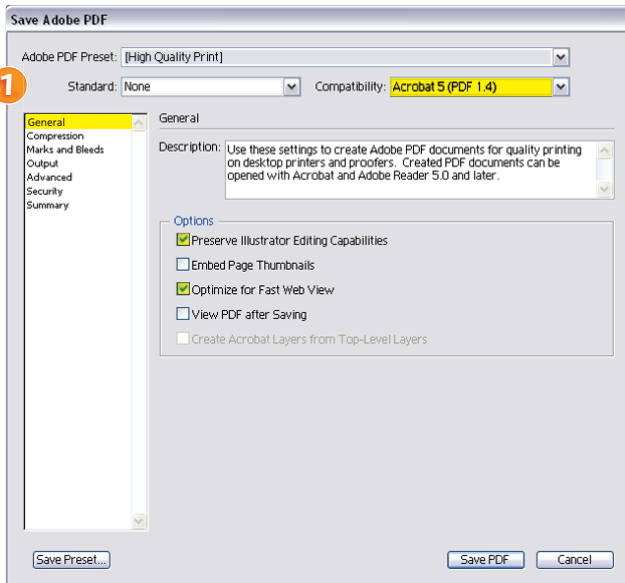 Save Adobe PDF
Adobe PDF Preset: [High Quality Print]
1
Standard: None Compatibility: Acrobat 5 (PDF 1.4)
General
Compression
Marks and Bleeds
Output
Advanced
Security
Summary
General
Description: Use these settings to create Adobe PDF documents for quality printing
on desktop printers and proofers. Created PDF documents can be
opened with Acrobat and Adobe Reader 5.0 and later.
Options
Preserve Illustrator Editing Capabilities
Embed Page Thumbnails
Optimize for Fast Web View
View PDF after Saving
Create Acrobat Layers from Top-Level Layers
Save Preset... Save PDF Cancel